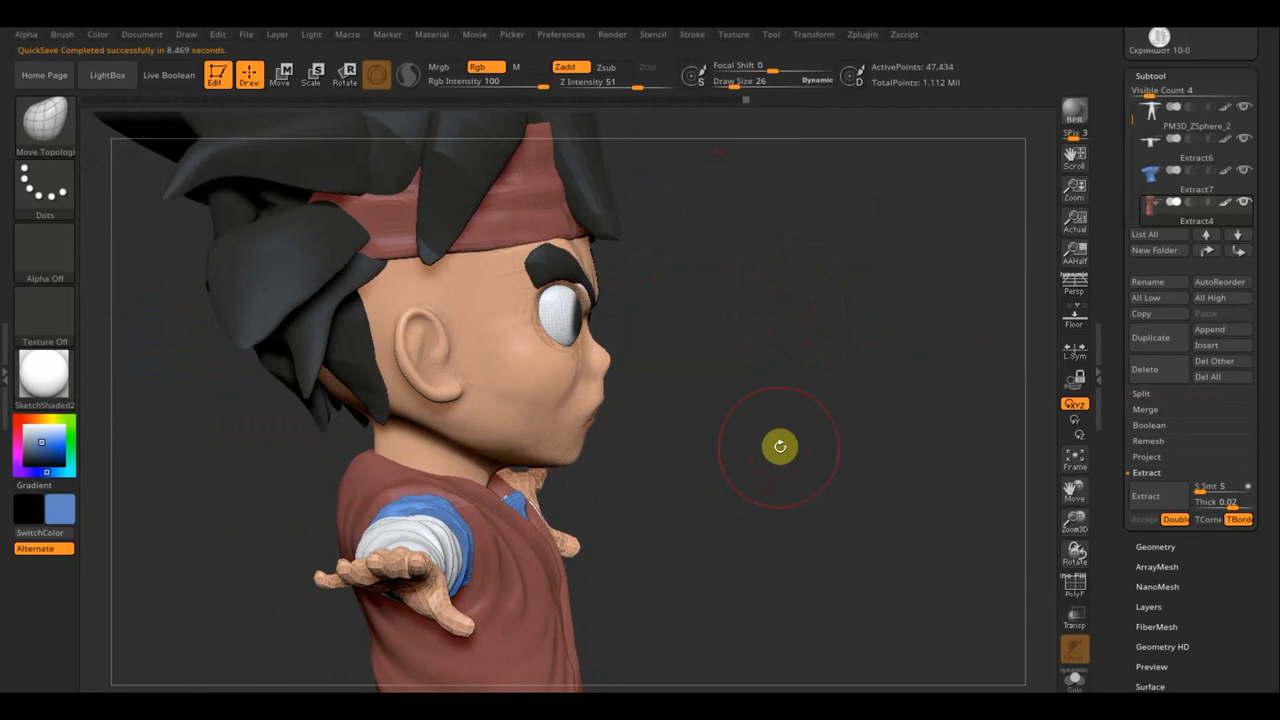 Alpha Brush Color Document Draw Edit File Layer Light Macro Marker Material Movie Picker Preferences Render Stencil Stroke Texture Tool Transform Zplugin Zscript
QuickSave Completed successfully in 8.469 seconds.
Home Page LightBox Live Boolean Edit Draw Move Scale Rotate
Mrgb Rgb M
Rgb Intensity 100
Zadd Zsub Zcut
Z Intensity 51
Focal Shift 0
Draw Size 26 Dynamic
ActivePoints: 47,434
TotalPoints: 1.112 Mil
Move Topologi
Dots
Alpha Off
Texture Off
SketchShaded2
Gradient
SwitchColor
Alternate
BPR
SPix 3
Scroll
Zoom
Actual
AAHalf
Dynamic
Persp
Floor
L.Sym
XYZ
Y
Z
Frame
Move
Zoom3D
Rotate
PolyF
Transp
Dynamic
Solo
Скриншот 10-0
Subtool
Visible Count 4
PM3D_ZSphere_2
Extract6
Extract7
Extract4
List All
New Folder
Rename AutoReorder
All Low All High
Copy Paste
Duplicate Append
Insert
Delete Del Other
Del All
Split
Merge
Boolean
Remesh
Project
Extract
Extract S Smt 5
Thick 0.02
Accept Double TCorne TBorde
Geometry
ArrayMesh
NanoMesh
Layers
FiberMesh
Geometry HD
Preview
Surface